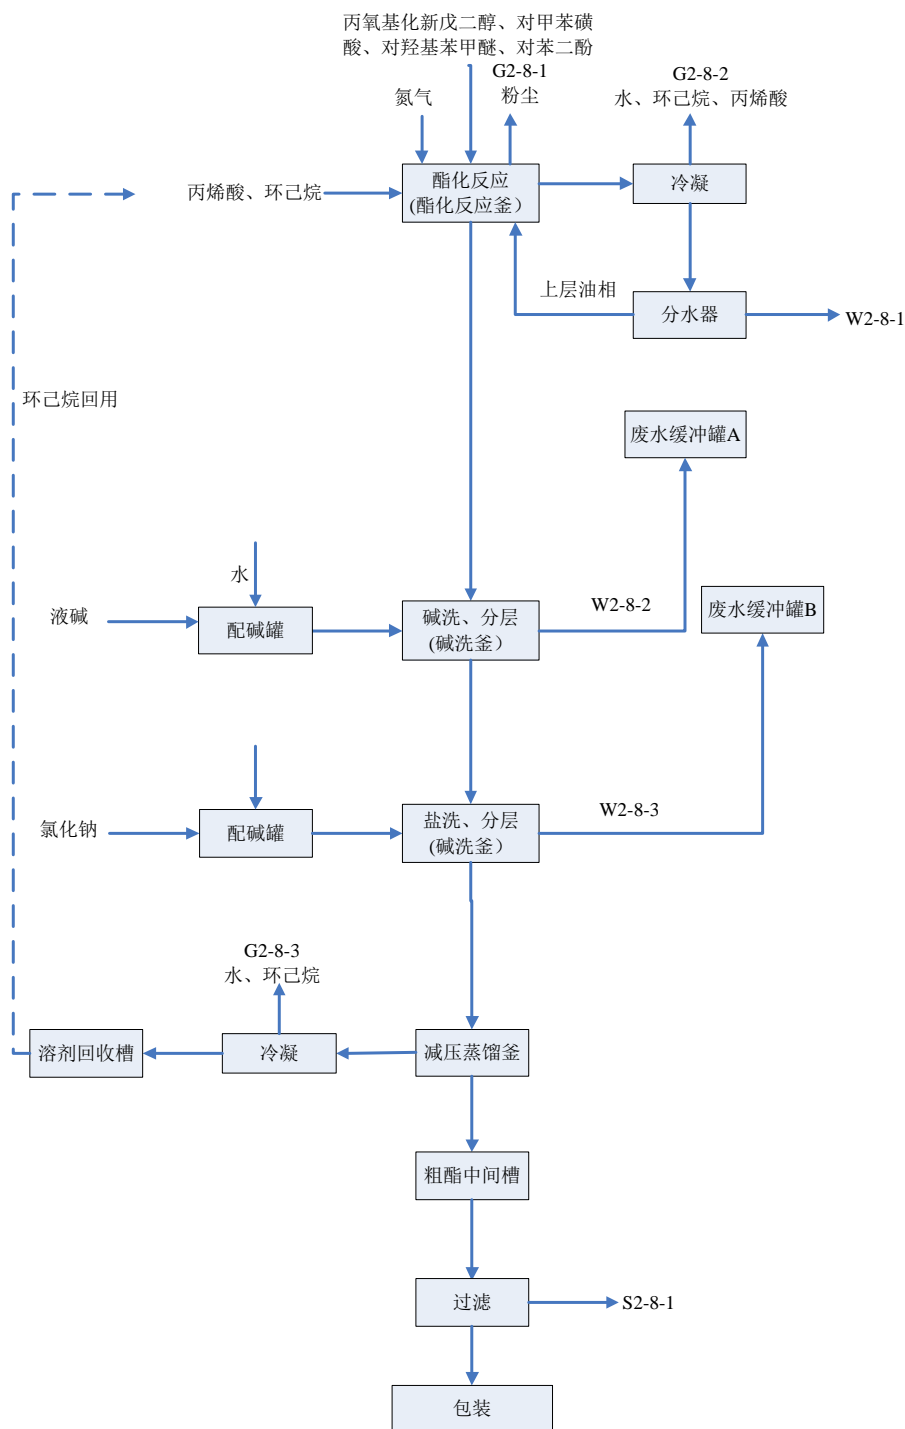 丙氧基化新戊二醇、对甲苯磺
酸、对羟基苯甲醚、对苯二酚
G2-8-1
粉尘
G2-8-2
水、环己烷、丙烯酸
氮气
丙烯酸、环己烷
酯化反应
(酯化反应釜）
冷凝
上层油相
分水器
W2-8-1
环己烷回用
废水缓冲罐A
水
液碱
配碱罐
碱洗、分层
(碱洗釜）
W2-8-2
废水缓冲罐B
氯化钠
配碱罐
盐洗、分层
(碱洗釜）
W2-8-3
G2-8-3
水、环己烷
溶剂回收槽
冷凝
减压蒸馏釜
粗酯中间槽
过滤
S2-8-1
包装